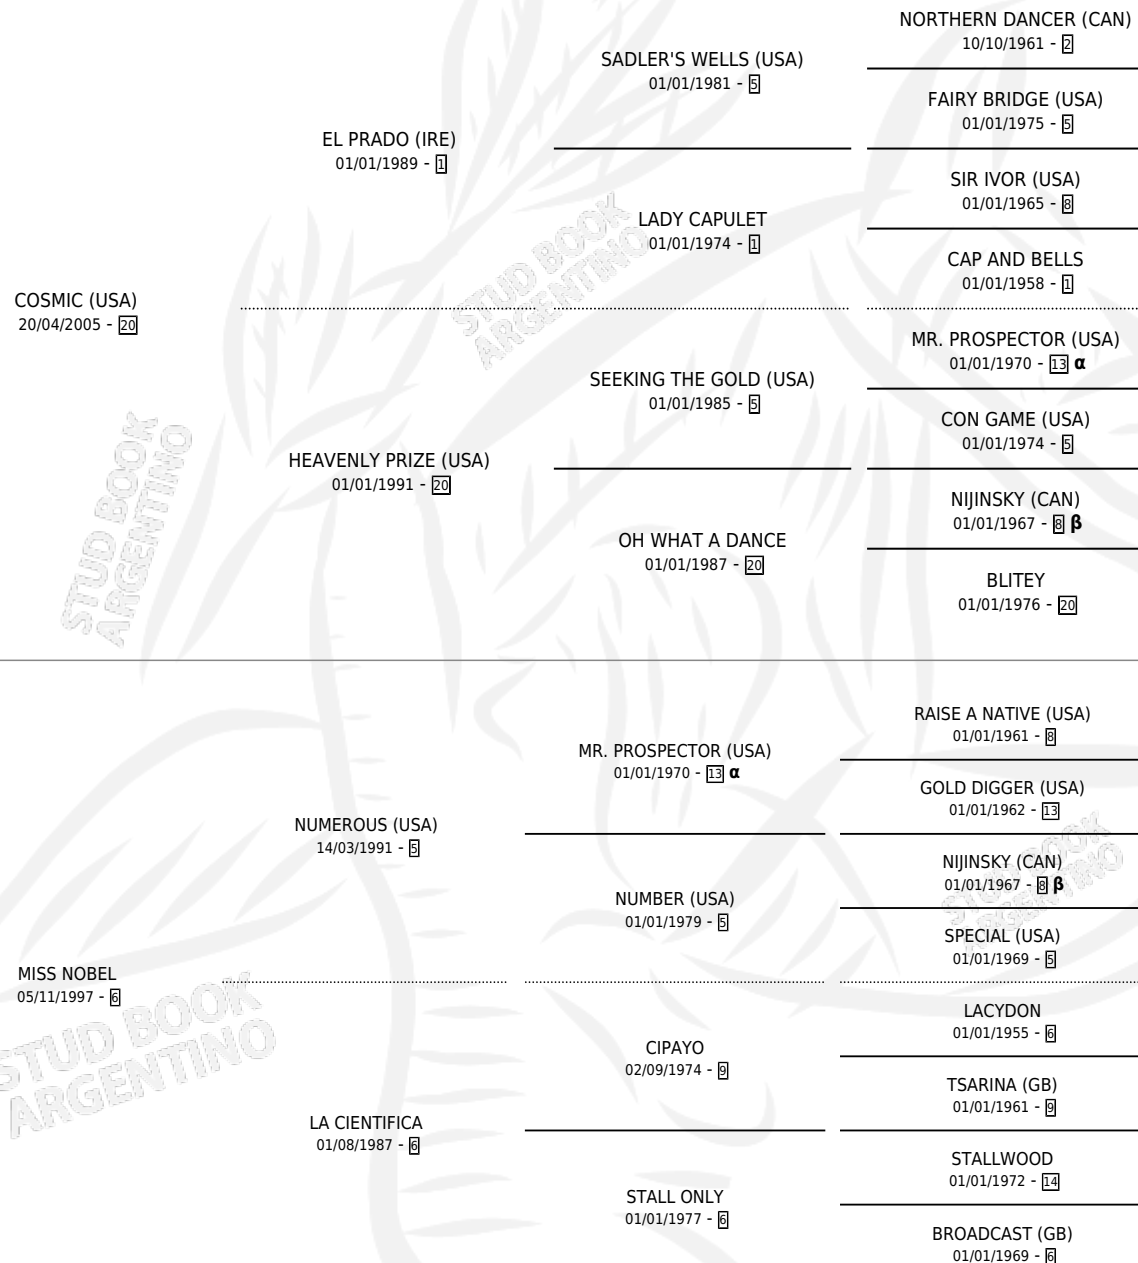 NORTHERN DANCER (CAN)
10/10/1961 - 2
SADLER'S WELLS (USA)
01/01/1981 - 5
FAIRY BRIDGE (USA)
01/01/1975 - 5
EL PRADO (IRE)
01/01/1989 - 1
SIR IVOR (USA)
01/01/1965 - 8
LADY CAPULET
01/01/1974 - 1
CAP AND BELLS
01/01/1958 - 1
COSMIC (USA)
20/04/2005 - 20
MR. PROSPECTOR (USA)
01/01/1970 - 13 α
SEEKING THE GOLD (USA)
01/01/1985 - 5
CON GAME (USA)
01/01/1974 - 5
HEAVENLY PRIZE (USA)
01/01/1991 - 20
NIJINSKY (CAN)
01/01/1967 - 8 β
OH WHAT A DANCE
01/01/1987 - 20
BLITEY
01/01/1976 - 20
RAISE A NATIVE (USA)
01/01/1961 - 8
MR. PROSPECTOR (USA)
01/01/1970 - 13 α
GOLD DIGGER (USA)
01/01/1962 - 13
NUMEROUS (USA)
14/03/1991 - 5
NIJINSKY (CAN)
01/01/1967 - 8 β
NUMBER (USA)
01/01/1979 - 5
SPECIAL (USA)
01/01/1969 - 5
MISS NOBEL
05/11/1997 - 6
LACYDON
01/01/1955 - 6
CIPAYO
02/09/1974 - 9
TSARINA (GB)
01/01/1961 - 9
LA CIENTIFICA
01/08/1987 - 6
STALLWOOD
01/01/1972 - 14
STALL ONLY
01/01/1977 - 6
BROADCAST (GB)
01/01/1969 - 6
STUD BOOK
ARGENTINO
STUD BOOK
ARGENTINO
STUD BOOK
ARGENTINO
STUD BOOK
ARGENTINO